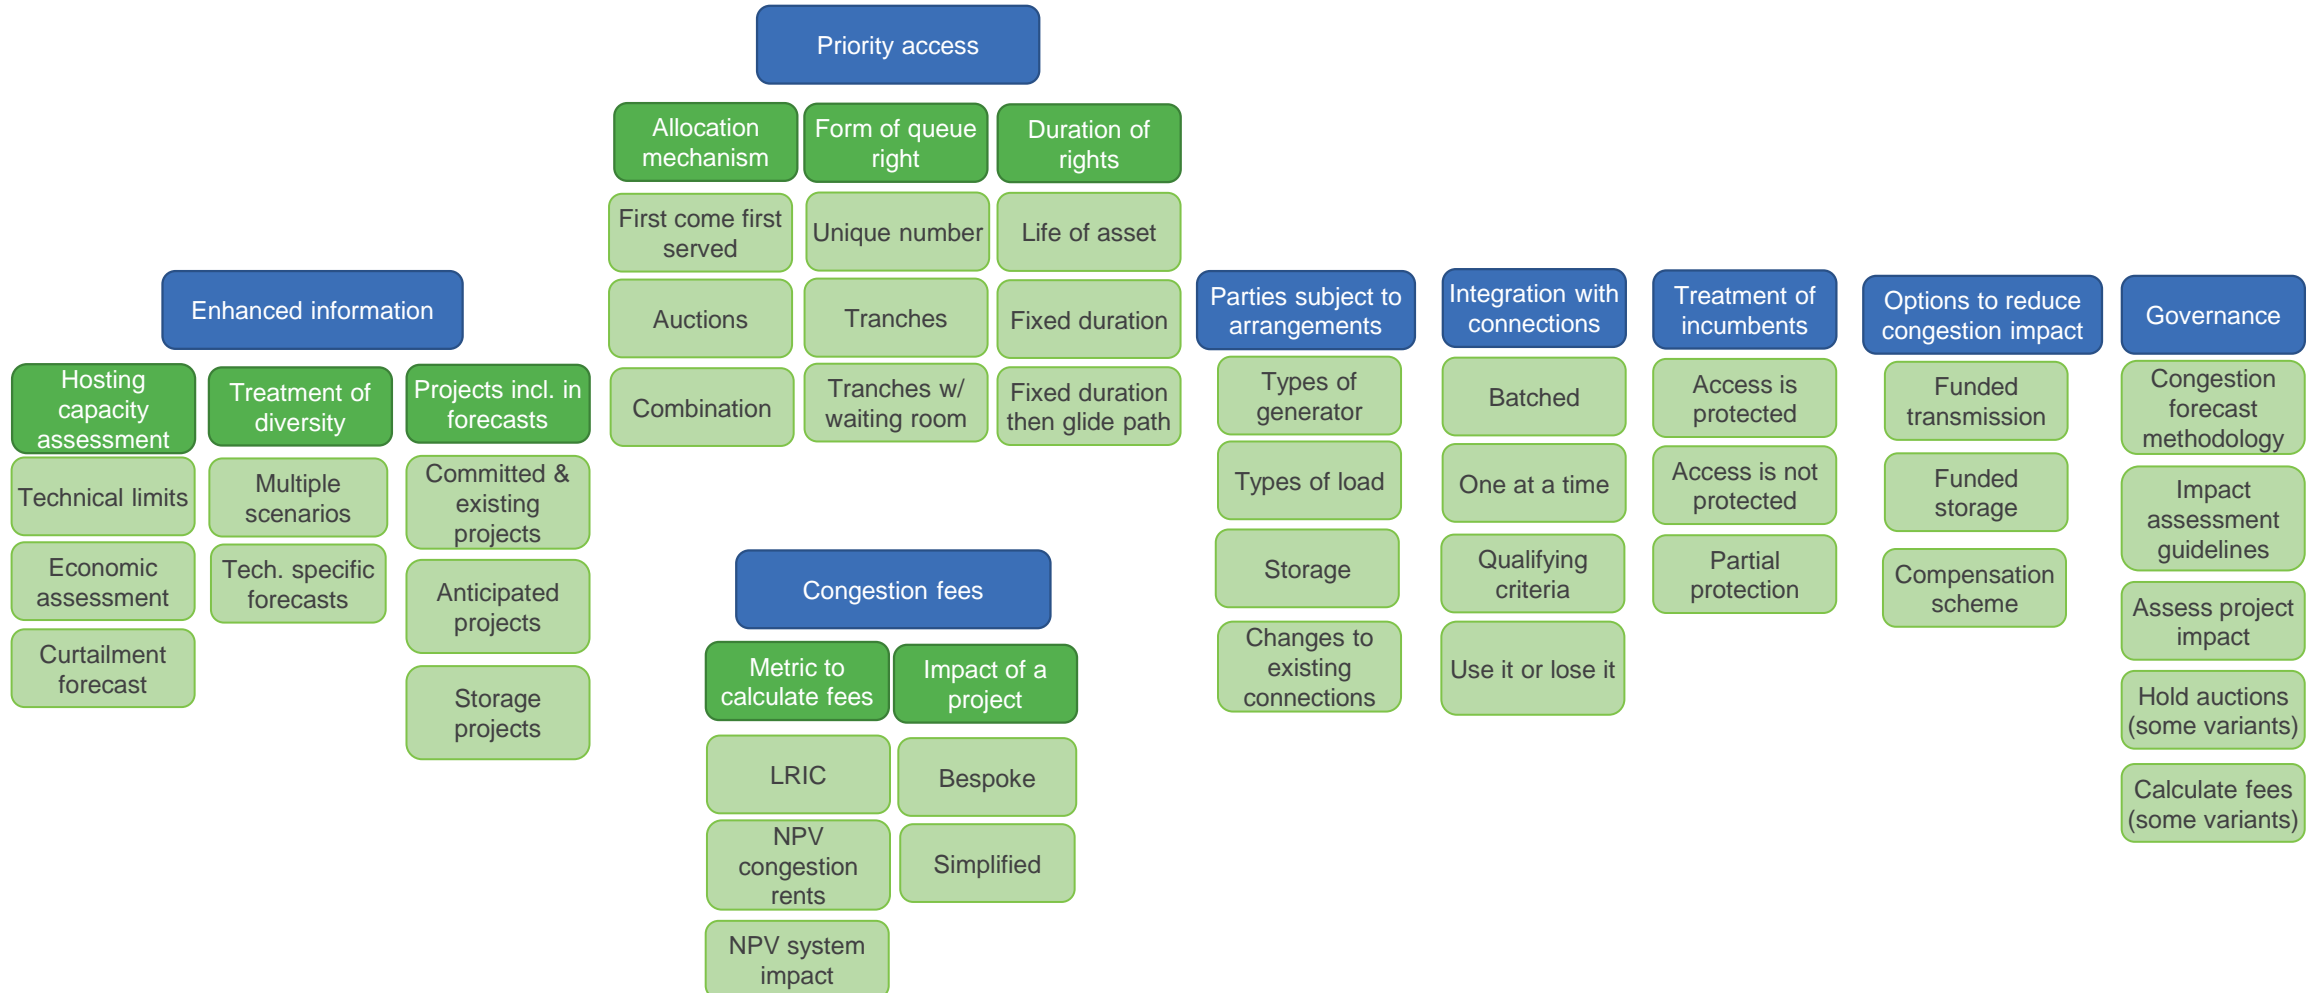 Priority access
Allocation
mechanism
Form of queue
right
Duration of
rights
First come first
served
Unique number
Life of asset
Auctions
Tranches
Fixed duration
Combination
Tranches w/
waiting room
Fixed duration
then glide path
Enhanced information
Hosting
capacity
assessment
Treatment of
diversity
Projects incl. in
forecasts
Technical limits
Multiple
scenarios
Committed &
existing
projects
Economic
assessment
Tech. specific
forecasts
Anticipated
projects
Curtailment
forecast
Storage
projects
Congestion fees
Metric to
calculate fees
Impact of a
project
LRIC
Bespoke
NPV
congestion
rents
Simplified
NPV system
impact
Parties subject to
arrangements
Types of
generator
Types of load
Storage
Changes to
existing
connections
Integration with
connections
Batched
One at a time
Qualifying
criteria
Use it or lose it
Treatment of
incumbents
Access is
protected
Access is not
protected
Partial
protection
Options to reduce
congestion impact
Funded
transmission
Funded
storage
Compensation
scheme
Governance
Congestion
forecast
methodology
Impact
assessment
guidelines
Assess project
impact
Hold auctions
(some variants)
Calculate fees
(some variants)